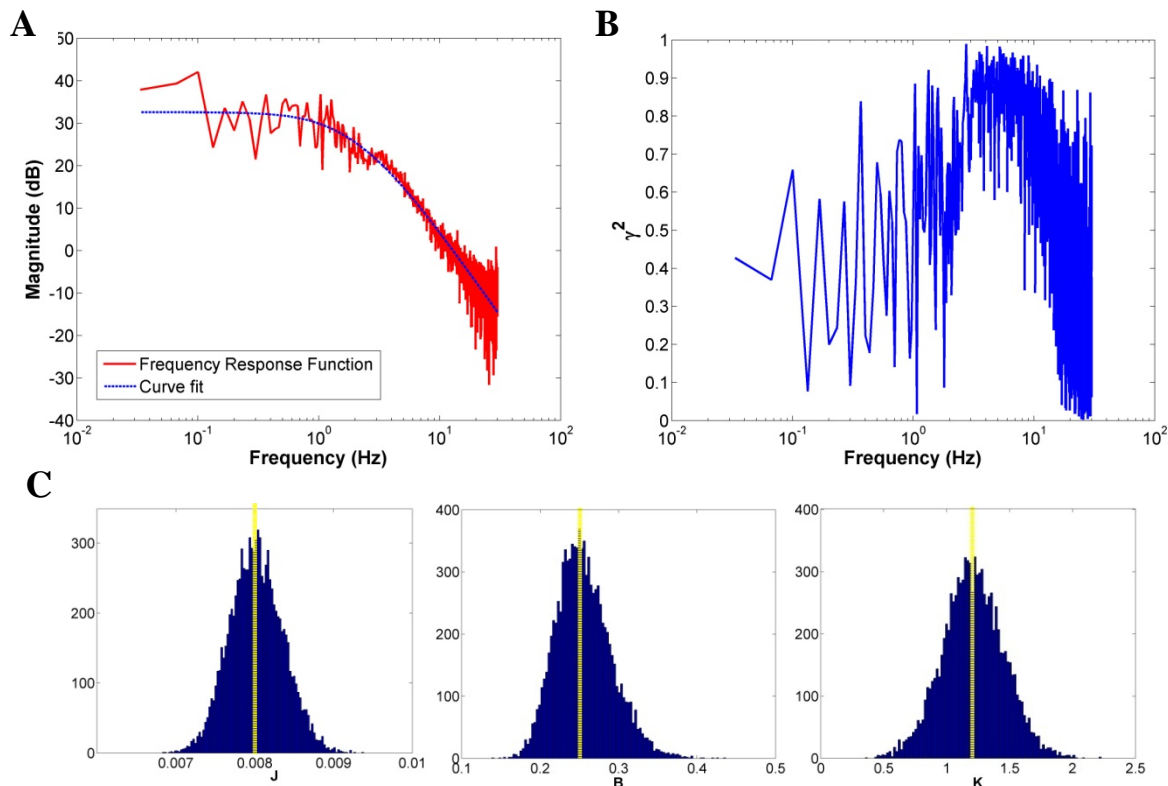 A
50
40
30
20
10
0
-10
-20
-30
-40
Magnitude (dB)
Frequency Response Function
Curve fit
10^-2 10^-1 10^0 10^1 10^2
Frequency (Hz)
B
1
0.9
0.8
0.7
0.6
0.5
0.4
0.3
0.2
0.1
0
γ^2
10^-2 10^-1 10^0 10^1 10^2
Frequency (Hz)
C
300
200
100
0
0.007 0.008 0.009 0.01
J
400
300
200
100
0
0.1 0.2 0.3 0.4 0.5
B
400
300
200
100
0
0 0.5 1 1.5 2 2.5
K